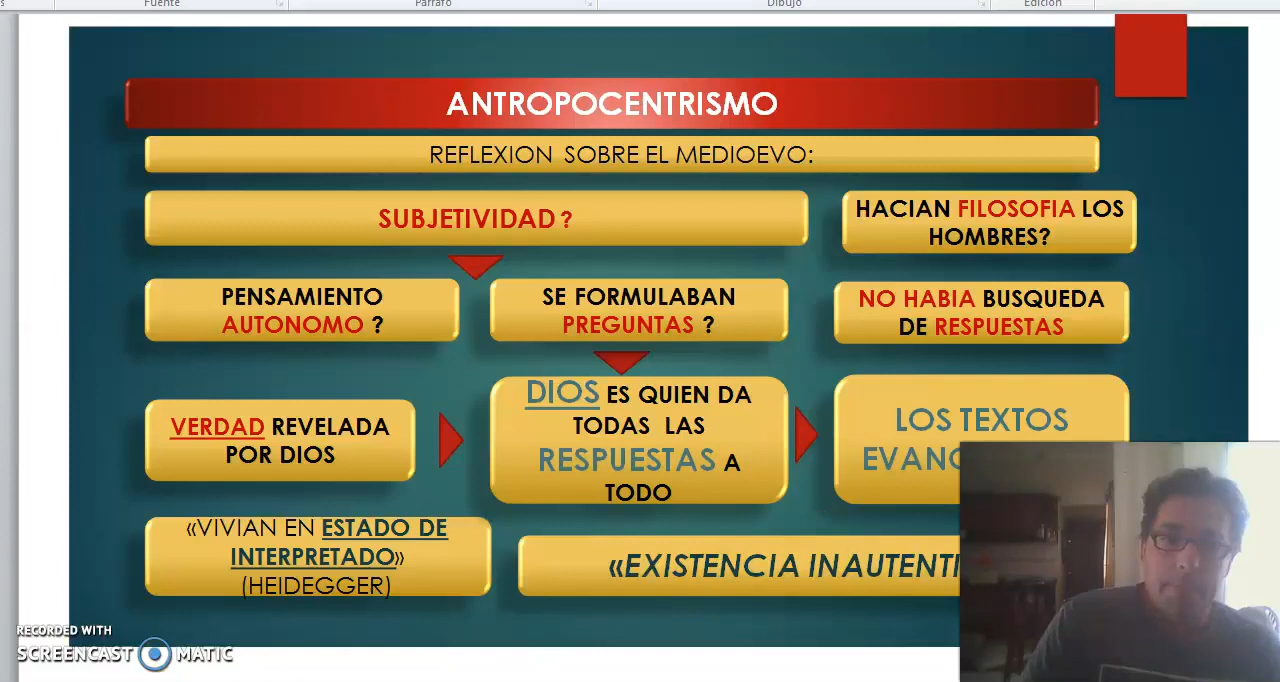 Fuente
Párrafo
Dibujo
Edición
ANTROPOCENTRISMO
REFLEXION SOBRE EL MEDIOEVO:
SUBJETIVIDAD ?
HACIAN FILOSOFIA LOS
HOMBRES?
PENSAMIENTO
AUTONOMO ?
SE FORMULABAN
PREGUNTAS ?
NO HABIA BUSQUEDA
DE RESPUESTAS
VERDAD REVELADA
POR DIOS
DIOS ES QUIEN DA
TODAS LAS
RESPUESTAS A
TODO
LOS TEXTOS
«VIVIAN EN ESTADO DE
INTERPRETADO»
(HEIDEGGER)
«EXISTENCIA
RECORDED WITH
SCREENCAST MATIC